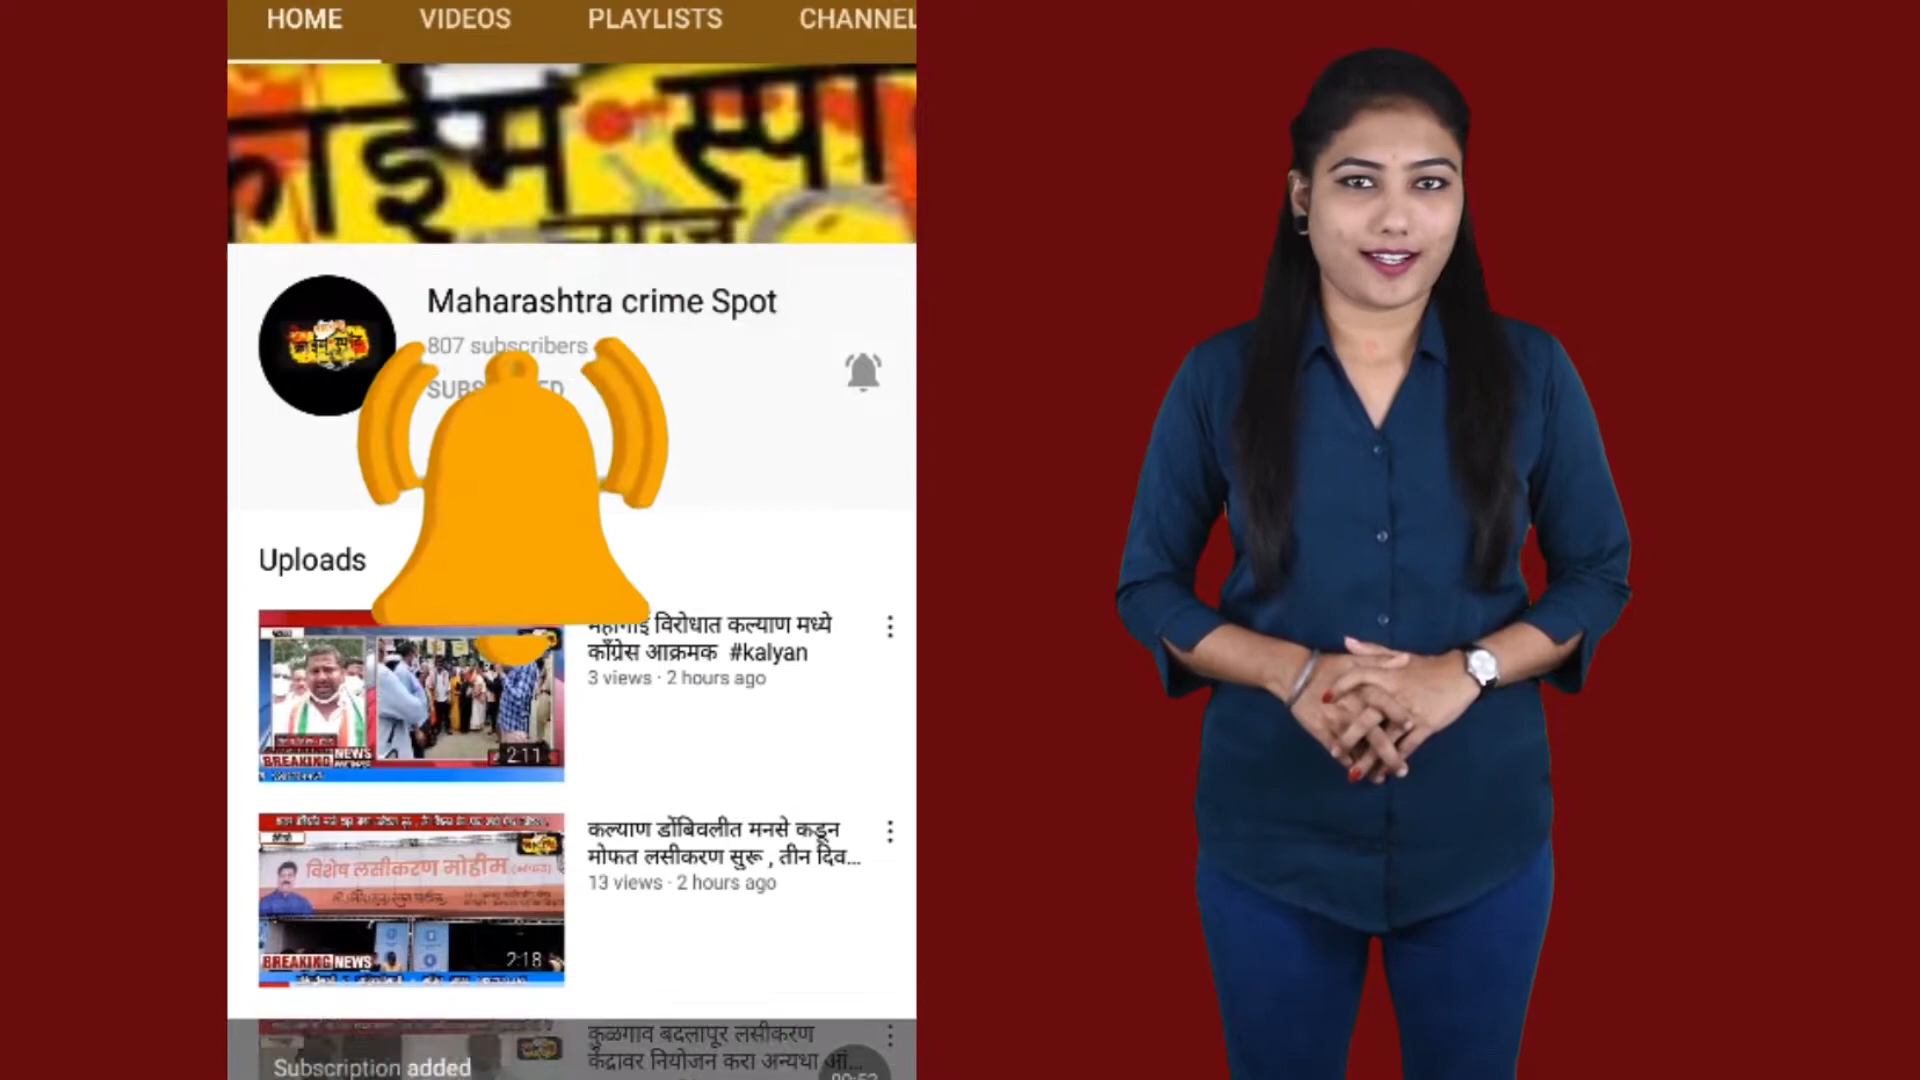 HOME VIDEOS PLAYLISTS CHANNEL
क्राईम स्पा
Maharashtra crime Spot
807 subscribers
Uploads
महागाई विरोधात कल्याण मध्ये
काँग्रेस आक्रमक #kalyan
3 views · 2 hours ago
2:11
BREAKING NEWS
कल्याण डोंबिवलीत मनसे कडून
मोफत लसीकरण सुरू , तीन दिव...
13 views · 2 hours ago
विशेष लसीकरण मोहीम
2:18
BREAKING NEWS
कुळगाव बदलापूर लसीकरण
केंद्रावर नियोजन करा अन्यथा आं...
Subscription added